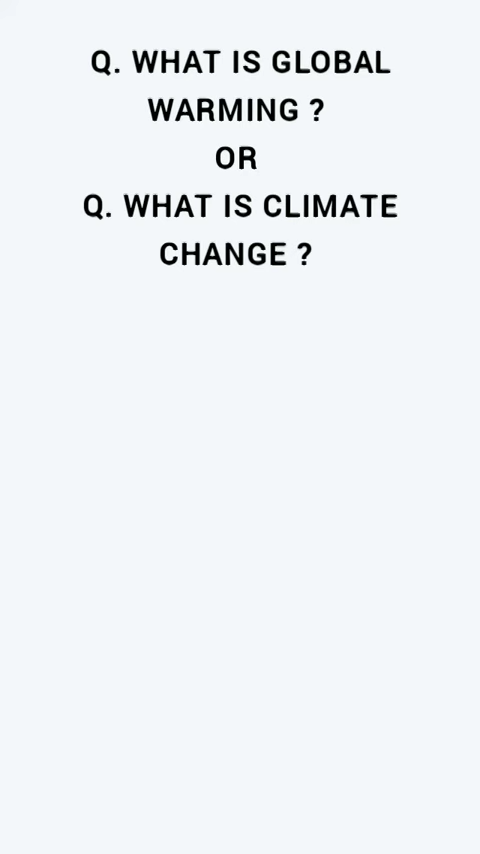 Q. WHAT IS GLOBAL
WARMING ?
OR
Q. WHAT IS CLIMATE
CHANGE ?